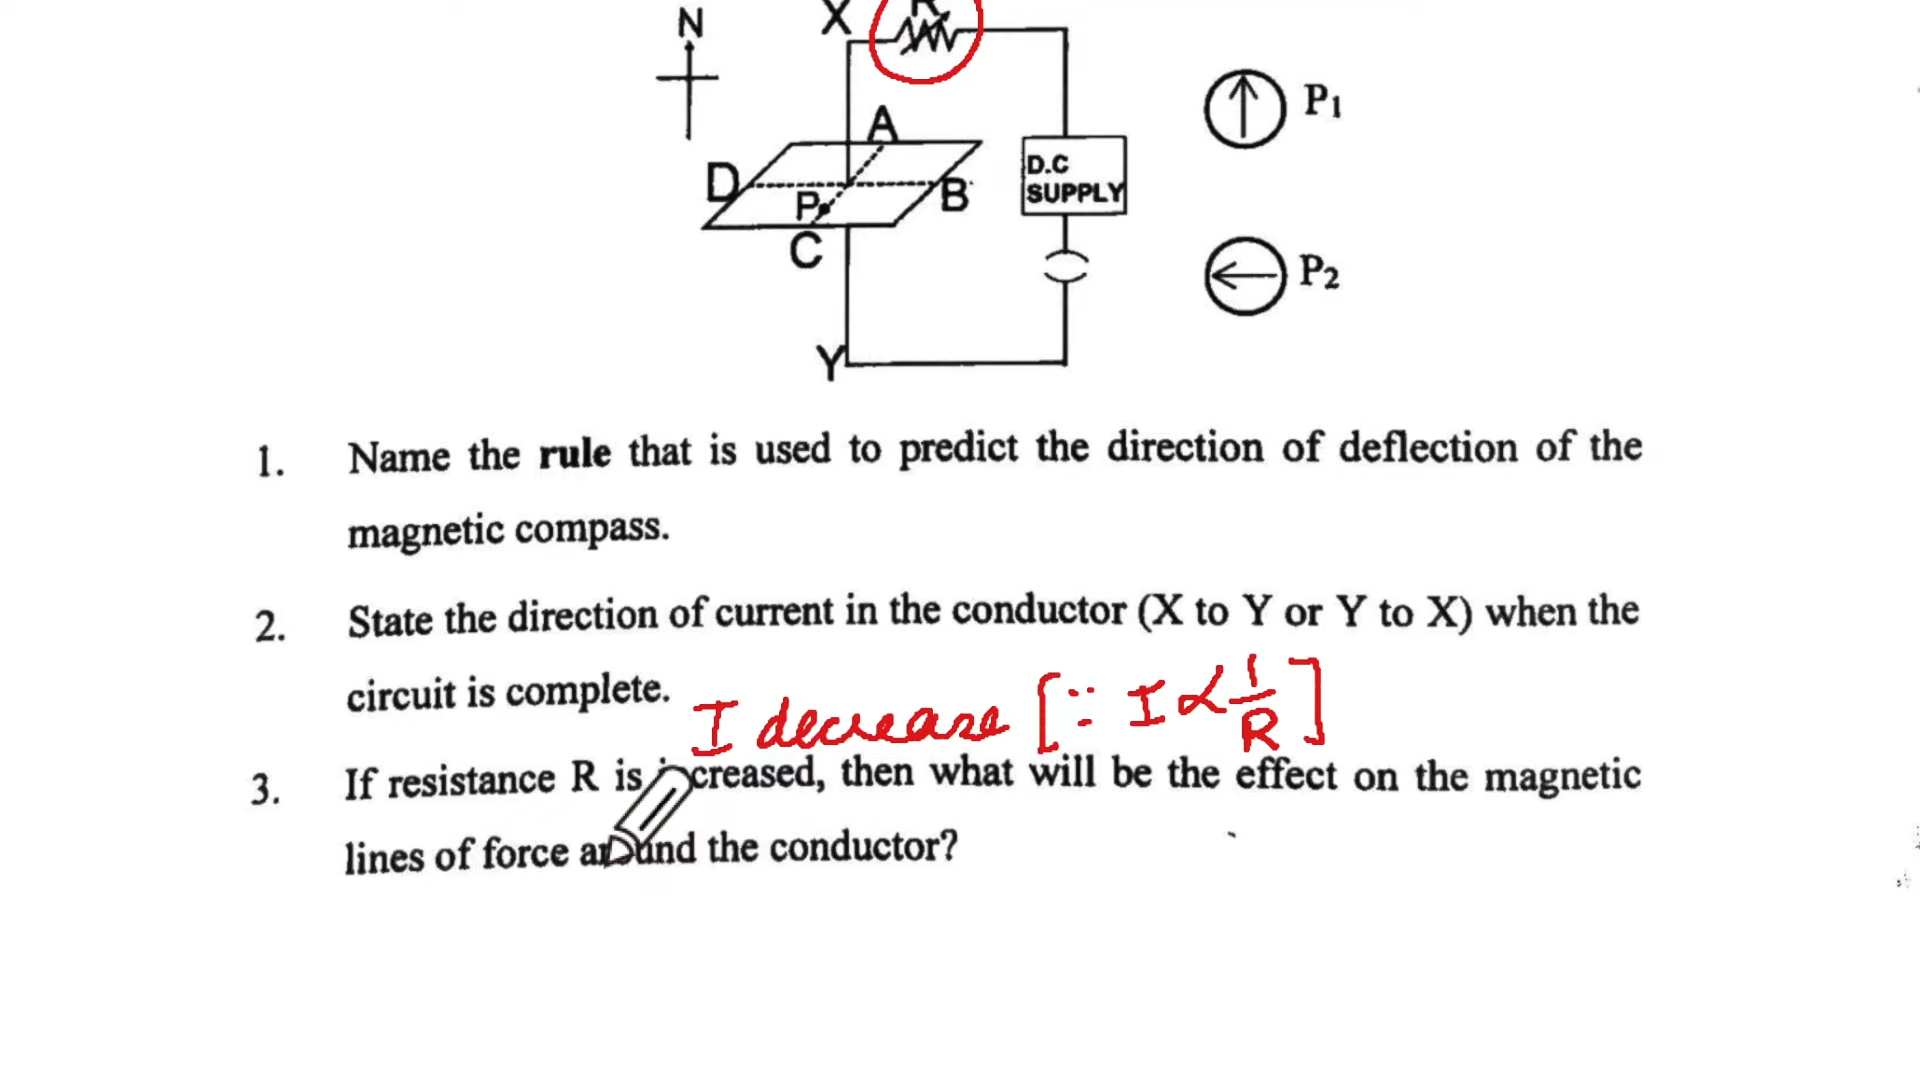 N
X
R
A
P1
D.C
SUPPLY
D
P
B
C
P2
Y
1. Name the rule that is used to predict the direction of deflection of the
magnetic compass.
2. State the direction of current in the conductor (X to Y or Y to X) when the
circuit is complete.
I decrease [∵ I ∝ 1/R]
3. If resistance R is increased, then what will be the effect on the magnetic
lines of force around the conductor?